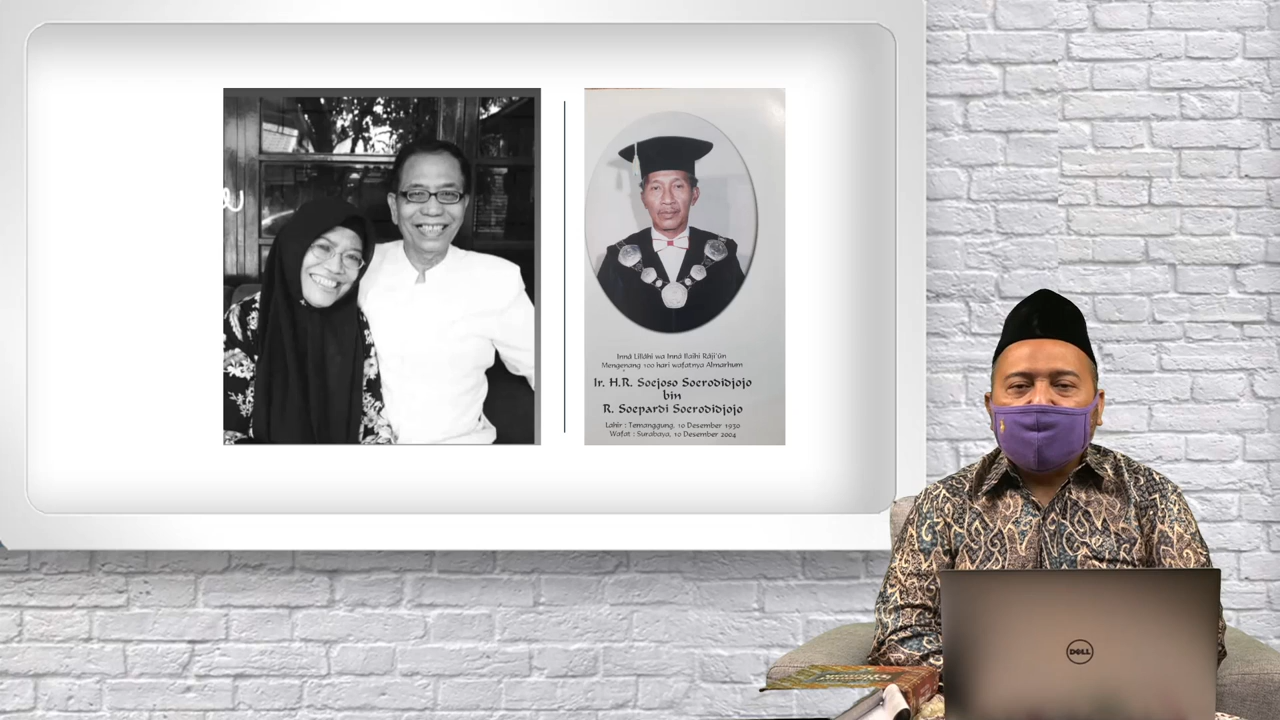 Innā Lillāhi wa Innā Ilaihi Rāji'ūn
Mengenang 100 hari wafatnya Almarhum
Ir. H.R. Soejoso Soerodidjojo
bin
R. Soepardi Soerodidjojo
Lahir : Temanggung, 10 Desember 1930
Wafat : Surabaya, 10 Desember 2004
DELL